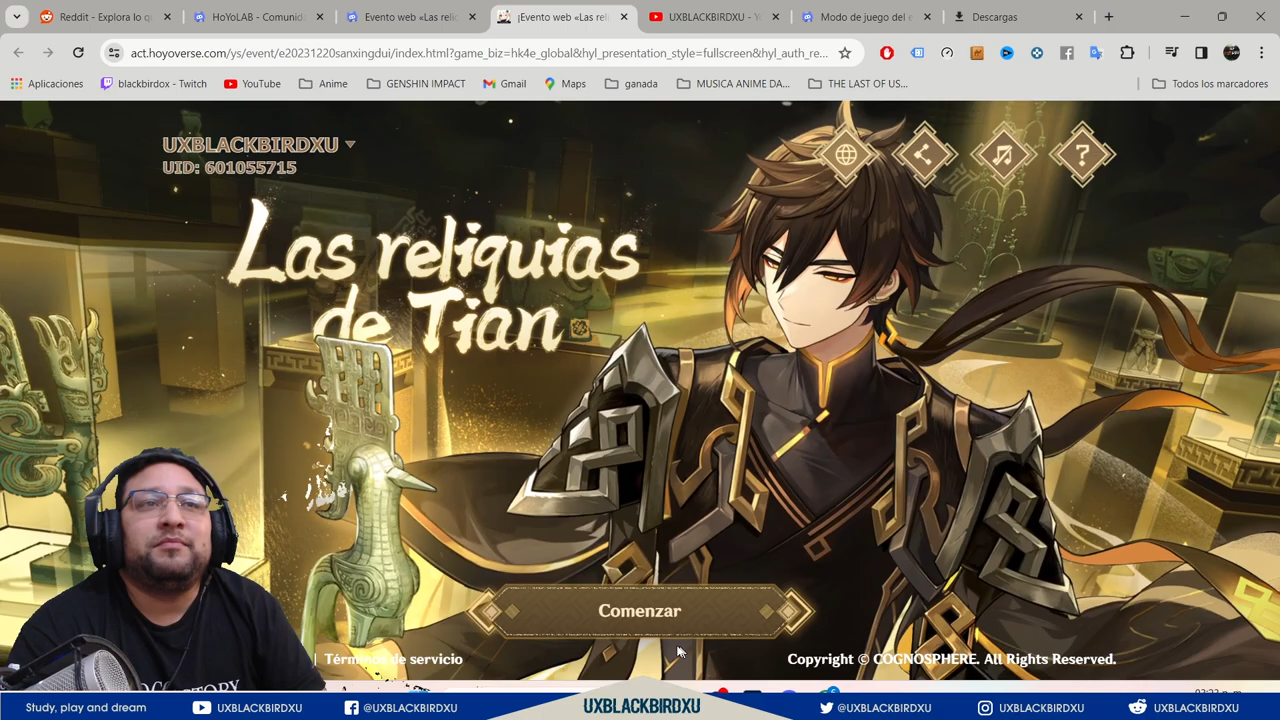 Reddit - Explora lo q
HoYoLAB - Comunid
Evento web «Las reli
¡Evento web «Las reli
UXBLACKBIRDXU - Y
Modo de juego del e
Descargas
act.hoyoverse.com/ys/event/e20231220sanxingdui/index.html?game_biz=hk4e_global&hyl_presentation_style=fullscreen&hyl_auth_re...
Aplicaciones
blackbirdox - Twitch
YouTube
Anime
GENSHIN IMPACT
Gmail
Maps
ganada
MUSICA ANIME DA...
THE LAST OF US...
Todos los marcadores
UXBLACKBIRDXU
UID: 601055715
Las reliquias
de Tian
Comenzar
| Términos de servicio
Copyright © COGNOSPHERE. All Rights Reserved.
Study, play and dream
UXBLACKBIRDXU
@UXBLACKBIRDXU
UXBLACKBIRDXU
@UXBLACKBIRDXU
UXBLACKBIRDXU
UXBLACKBIRDXU